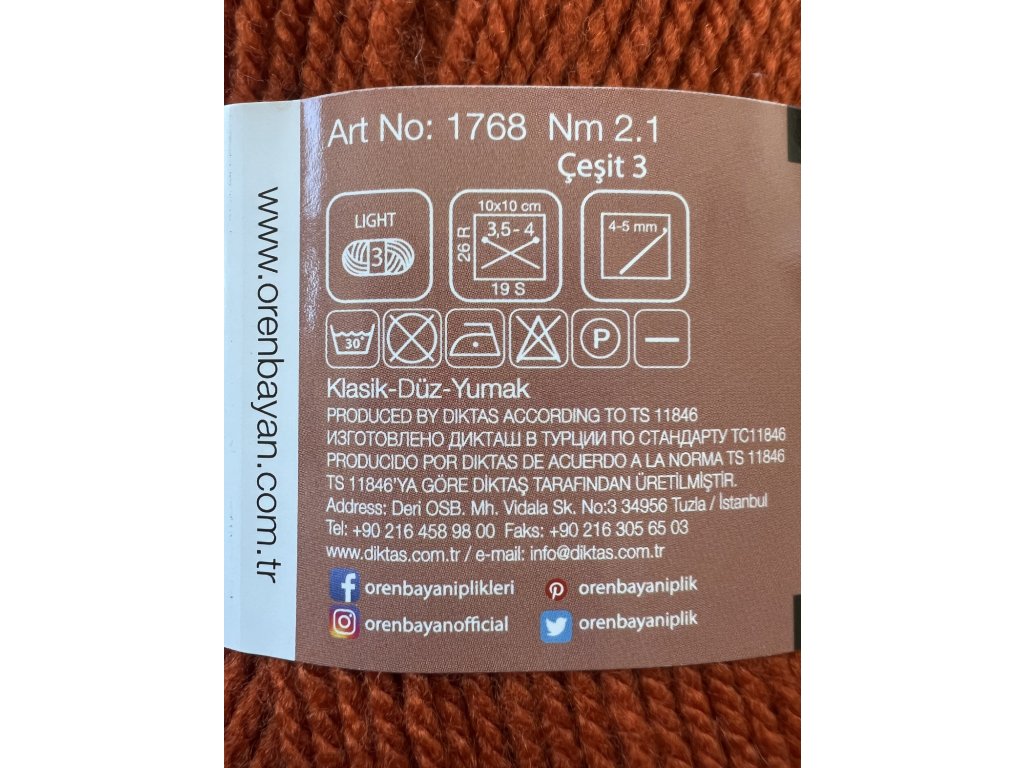 www.orenbayan.com.tr
Art No: 1768 Nm 2.1
Çeşit 3
LIGHT
3
10x10 cm
26 R
3,5 - 4
19 S
4-5 mm
30°
P
Klasik-Düz-Yumak
PRODUCED BY DIKTAS ACCORDING TO TS 11846
ИЗГОТОВЛЕНО ДИКТАШ В ТУРЦИИ ПО СТАНДАРТУ ТС11846
PRODUCIDO POR DIKTAS DE ACUERDO A LA NORMA TS 11846
TS 11846'YA GÖRE DİKTAŞ TARAFINDAN ÜRETİLMİŞTİR.
Address: Deri OSB. Mh. Vidala Sk. No:3 34956 Tuzla / İstanbul
Tel: +90 216 458 98 00 Faks: +90 216 305 65 03
www.diktas.com.tr / e-mail: info@diktas.com.tr
orenbayaniplikleri orenbayaniplik
orenbayanofficial orenbayaniplik